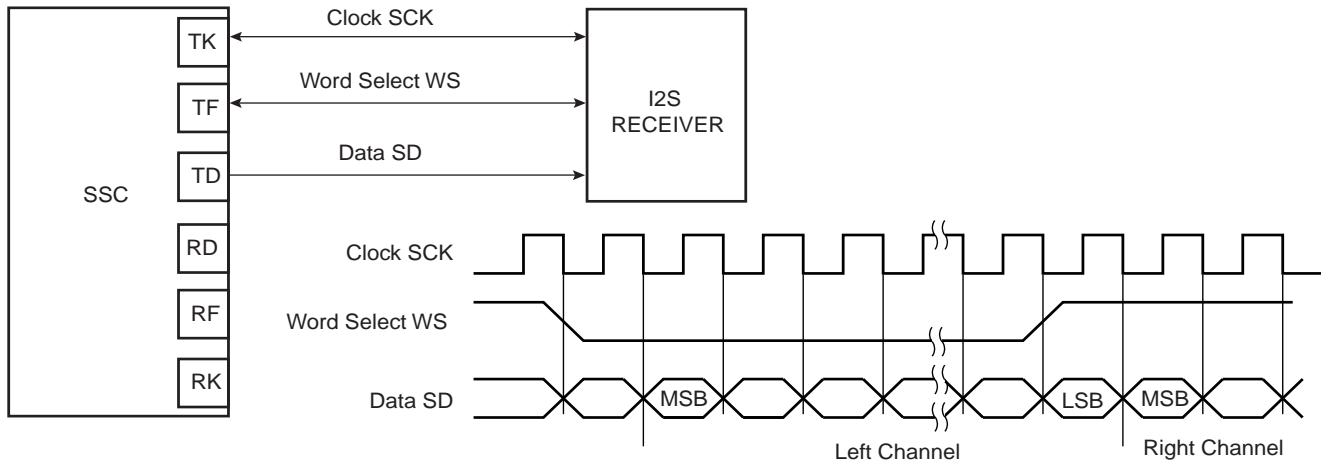 TK
TF
TD
SSC
RD
RF
RK
Clock SCK
Word Select WS
Data SD
I2S
RECEIVER
Clock SCK
Word Select WS
Data SD
MSB
LSB
MSB
Left Channel
Right Channel